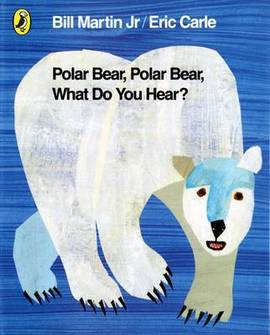 Bill Martin Jr / Eric Carle
Polar Bear, Polar Bear,
What Do You Hear?